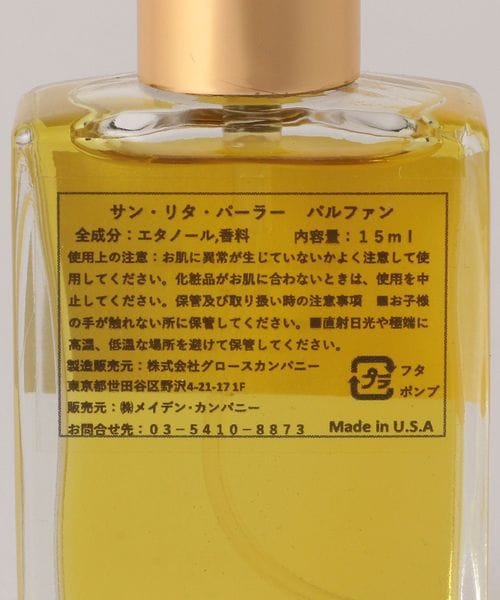 サン・リタ・パーラー　パルファン
全成分：エタノール,香料　内容量：１５ｍｌ
使用上の注意：お肌に異常が生じていないかよく注意して使
用してください。化粧品がお肌に合わないときは、使用を中
止してください。保管及び取り扱い時の注意事項　■お子様
の手が触れない所に保管してください。■直射日光や極端に
高温、低温な場所を避けて保管してください。
製造販売元：株式会社グロースカンパニー
東京都世田谷区野沢4-21-17 1F
販売元：㈱メイデン・カンパニー
お問合せ先：０３－５４１０－８８７３
プラ
フタ
ポンプ
Made in U.S.A